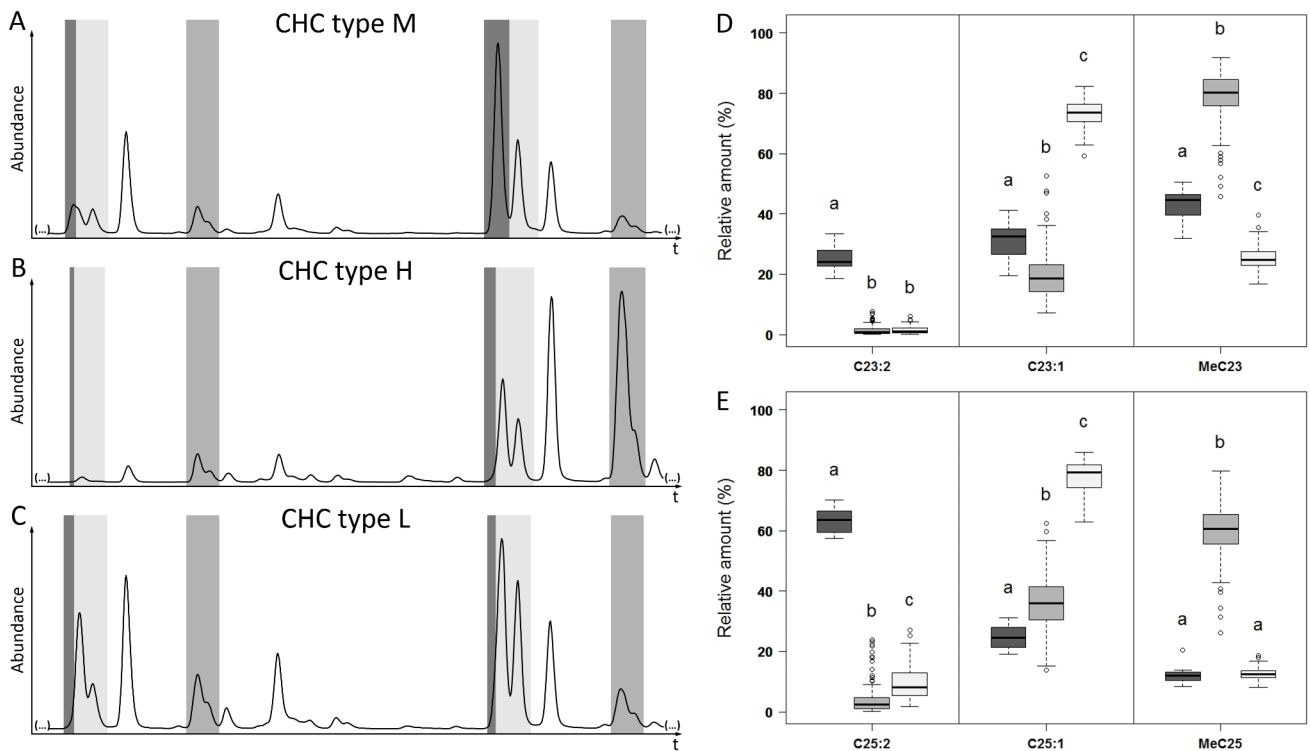 A
CHC type M
Abundance
(...)
(...)
t
B
CHC type H
Abundance
(...)
(...)
t
C
CHC type L
Abundance
(...)
(...)
t
D
Relative amount (%)
100
80
60
40
20
0
a
b
b
a
b
c
a
b
c
C23:2
C23:1
MeC23
E
Relative amount (%)
100
80
60
40
20
0
a
b
c
a
b
c
a
b
a
C25:2
C25:1
MeC25